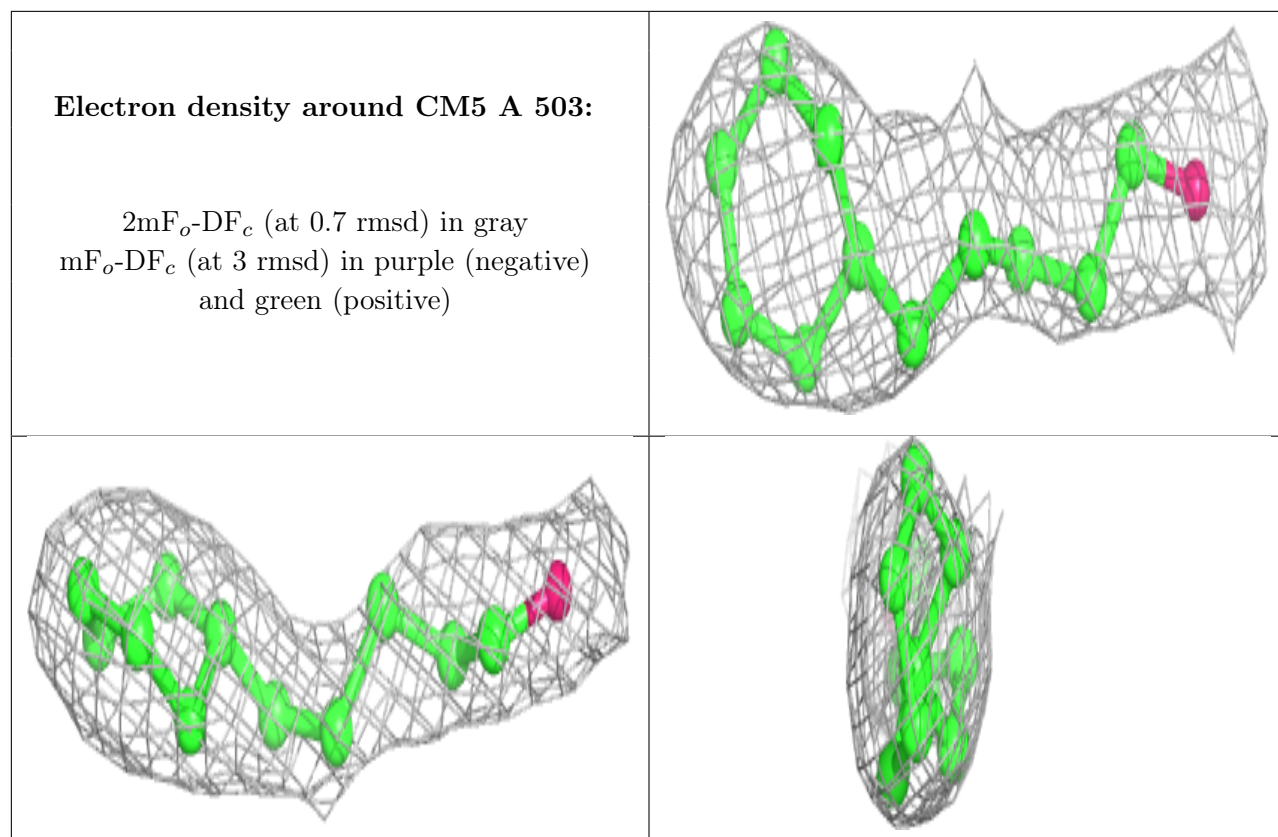 Electron density around CM5 A 503:
2mFo-DFc (at 0.7 rmsd) in gray
mFo-DFc (at 3 rmsd) in purple (negative)
and green (positive)